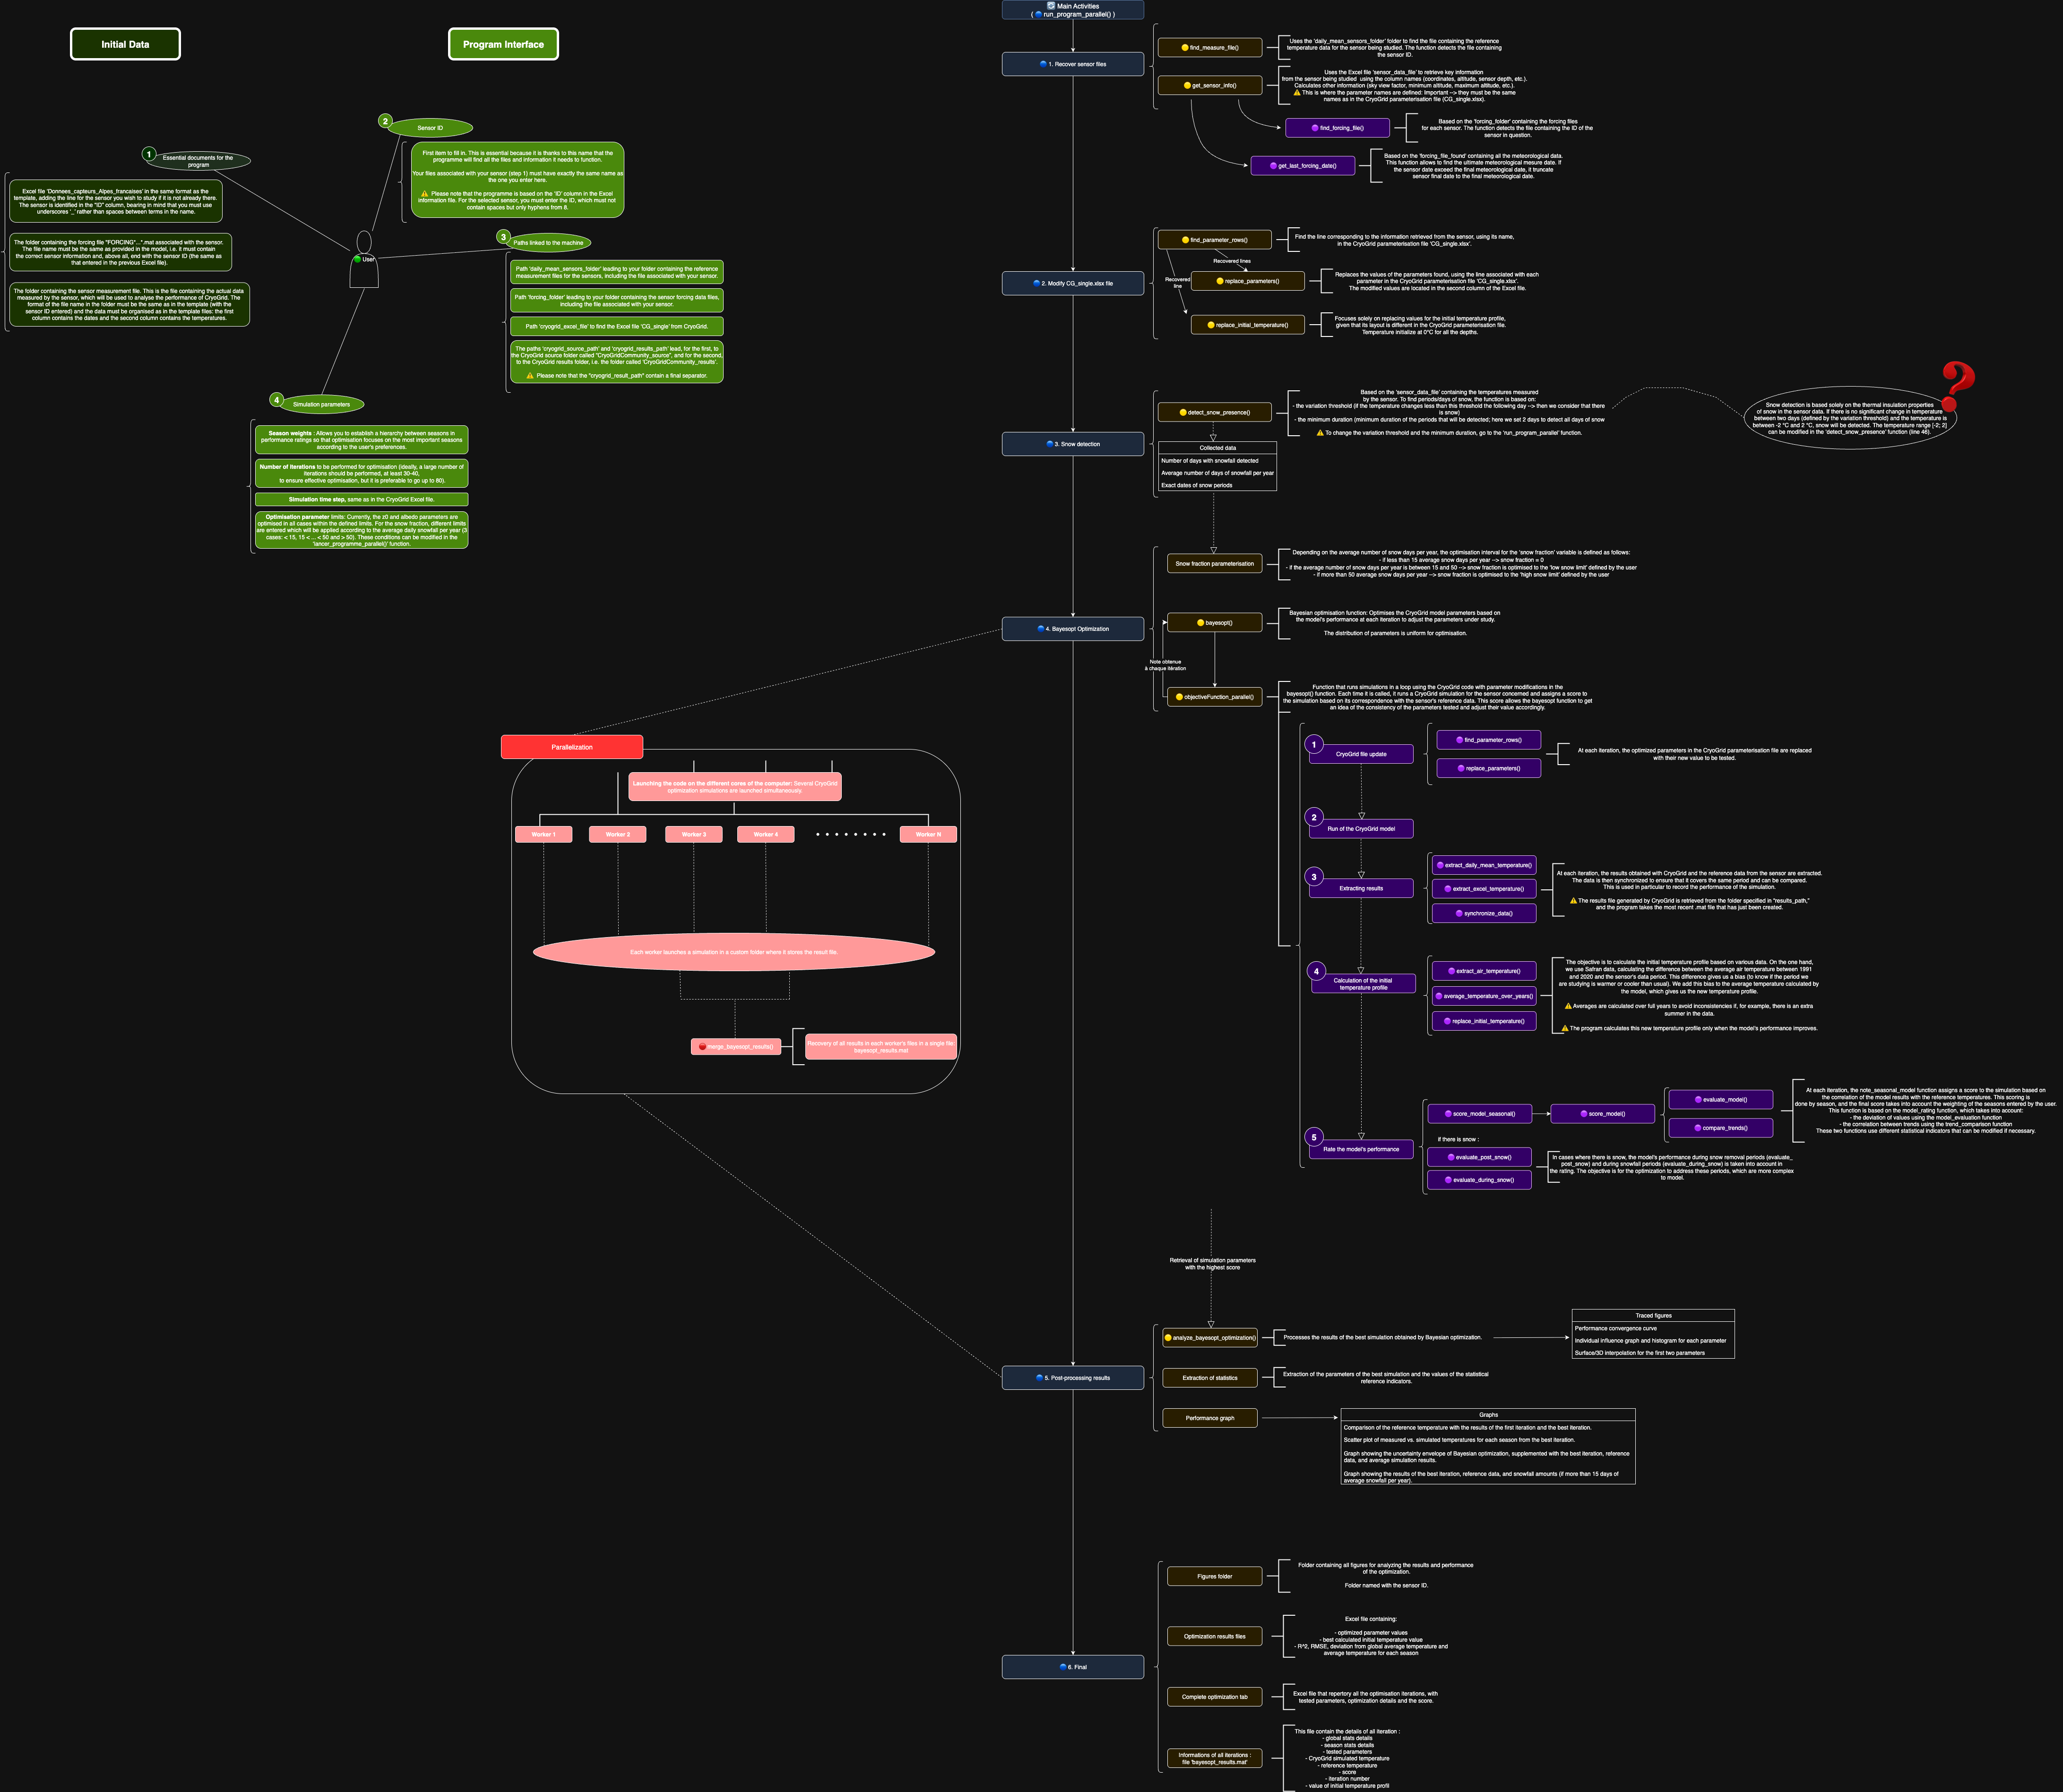 Initial Data
Program Interface
1
Essential documents for the
program
Excel file 'Donnees_capteurs_Alpes_francaises' in the same format as the
template, adding the line for the sensor you wish to study if it is not already there.
The sensor is identified in the "ID" column, bearing in mind that you must use
underscores '_' rather than spaces between terms in the name.
The folder containing the forcing file "FORCING"..."".mat associated with the sensor.
The file name must be the same as provided in the model, i.e. it must contain
the correct sensor information and, above all, end with the sensor ID (the same as
that entered in the previous Excel file).
The folder containing the sensor measurement file. This is the file containing the actual data
measured by the sensor, which will be used to analyse the performance of CryoGrid. The
format of the file name in the folder must be the same as in the template (with the
sensor ID entered) and the data must be organised as in the template files: the first
column contains the dates and the second column contains the temperatures.
User
2
Sensor ID
First item to fill in. This is essential because it is thanks to this name that the
programme will find all the files and information it needs to function.
Your files associated with your sensor (step 1) must have exactly the same name as
the one you enter here.
⚠️ Please note that the programme is based on the 'ID' column in the Excel
information file. For the selected sensor, you must enter the ID, which must not
contain spaces but only hyphens from 8.
3
Paths linked to the machine
Path 'daily_mean_sensors_folder' leading to your folder containing the reference
measurement files for the sensors, including the file associated with your sensor.
Path 'forcing_folder' leading to your folder containing the sensor forcing data files,
including the file associated with your sensor.
Path 'cryogrid_excel_file' to find the Excel file 'CG_single' from CryoGrid.
The paths 'cryogrid_source_path' and 'cryogrid_results_path' lead, for the first, to
the CryoGrid source folder called "CryoGridCommunity_source", and for the second,
to the CryoGrid results folder, i.e. the folder called 'CryoGridCommunity_results'.
⚠️ Please note that the "cryogrid_result_path" contain a final separator.
4
Simulation parameters
Season weights : Allows you to establish a hierarchy between seasons in
performance ratings so that optimisation focuses on the most important seasons
according to the user's preferences.
Number of iterations to be performed for optimisation (ideally, a large number of
iterations should be performed, at least 30-40,
to ensure effective optimisation, but it is preferable to go up to 80).
Simulation time step, same as in the CryoGrid Excel file.
Optimisation parameter limits: Currently, the z0 and albedo parameters are
optimised in all cases within the defined limits. For the snow fraction, different limits
are entered which will be applied according to the average daily snowfall per year (3
cases: < 15, 15 < ... < 50 and > 50). These conditions can be modified in the
'lancer_programme_parallel()' function.
Main Activities
( run_program_parallel() )
1. Recover sensor files
find_measure_file()
Uses the 'daily_mean_sensors_folder' folder to find the file containing the reference
temperature data for the sensor being studied. The function detects the file containing
the sensor ID.
get_sensor_info()
Uses the Excel file 'sensor_data_file' to retrieve key information
from the sensor being studied using the column names (coordinates, altitude, sensor depth, etc.).
Calculates other information (sky view factor, minimum altitude, maximum altitude, etc.).
⚠️ This is where the parameter names are defined: Important --> they must be the same
names as in the CryoGrid parameterisation file (CG_single.xlsx).
find_forcing_file()
Based on the 'forcing_folder' containing the forcing files
for each sensor. The function detects the file containing the ID of the
sensor in question.
get_last_forcing_date()
Based on the 'forcing_file_found' containing all the meteorological data.
This function allows to find the ultimate meteorological mesure date. If
the sensor date exceed the final meteorological date, it truncate
sensor final date to the final meteorological date.
2. Modify CG_single.xlsx file
find_parameter_rows()
Find the line corresponding to the information retrieved from the sensor, using its name,
in the CryoGrid parameterisation file 'CG_single.xlsx'.
Recovered lines
Recovered
line
replace_parameters()
Replaces the values of the parameters found, using the line associated with each
parameter in the CryoGrid parameterisation file 'CG_single.xlsx'.
The modified values are located in the second column of the Excel file.
replace_initial_temperature()
Focuses solely on replacing values for the initial temperature profile,
given that its layout is different in the CryoGrid parameterisation file.
Temperature initialize at 0°C for all the depths.
3. Snow detection
detect_snow_presence()
Based on the 'sensor_data_file' containing the temperatures measured
by the sensor. To find periods/days of snow, the function is based on:
- the variation threshold (if the temperature changes less than this threshold the following day --> then we consider that there
is snow)
- the minimum duration (minimum duration of the periods that will be detected; here we set 2 days to detect all days of snow
⚠️ To change the variation threshold and the minimum duration, go to the 'run_program_parallel' function.
?
Snow detection is based solely on the thermal insulation properties
of snow in the sensor data. If there is no significant change in temperature
between two days (defined by the variation threshold) and the temperature is
between -2 °C and 2 °C, snow will be detected. The temperature range [-2; 2]
can be modified in the 'detect_snow_presence' function (line 46).
Collected data
Number of days with snowfall detected
Average number of days of snowfall per year
Exact dates of snow periods
4. Bayesopt Optimization
Snow fraction parameterisation
Depending on the average number of snow days per year, the optimisation interval for the 'snow fraction' variable is defined as follows:
- if less than 15 average snow days per year --> snow fraction = 0
- if the average number of snow days per year is between 15 and 50 --> snow fraction is optimised to the 'low snow limit' defined by the user
- if more than 50 average snow days per year --> snow fraction is optimised to the 'high snow limit' defined by the user
bayesopt()
Bayesian optimisation function: Optimises the CryoGrid model parameters based on
the model's performance at each iteration to adjust the parameters under study.
The distribution of parameters is uniform for optimisation.
Note obtenue
à chaque itération
objectiveFunction_parallel()
Function that runs simulations in a loop using the CryoGrid code with parameter modifications in the
bayesopt() function. Each time it is called, it runs a CryoGrid simulation for the sensor concerned and assigns a score to
the simulation based on its correspondence with the sensor's reference data. This score allows the bayesopt function to get
an idea of the consistency of the parameters tested and adjust their value accordingly.
1
CryoGrid file update
find_parameter_rows()
replace_parameters()
At each iteration, the optimized parameters in the CryoGrid parameterisation file are replaced
with their new value to be tested.
2
Run of the CryoGrid model
3
Extracting results
extract_daily_mean_temperature()
extract_excel_temperature()
synchronize_data()
At each iteration, the results obtained with CryoGrid and the reference data from the sensor are extracted.
The data is then synchronized to ensure that it covers the same period and can be compared.
This is used in particular to record the performance of the simulation.
⚠️ The results file generated by CryoGrid is retrieved from the folder specified in "results_path,"
and the program takes the most recent .mat file that has just been created.
4
Calculation of the initial
temperature profile
extract_air_temperature()
average_temperature_over_years()
replace_initial_temperature()
The objective is to calculate the initial temperature profile based on various data. On the one hand,
we use Safran data, calculating the difference between the average air temperature between 1991
and 2020 and the sensor's data period. This difference gives us a bias (to know if the period we
are studying is warmer or cooler than usual). We add this bias to the average temperature calculated by
the model, which gives us the new temperature profile.
⚠️ Averages are calculated over full years to avoid inconsistencies if, for example, there is an extra
summer in the data.
⚠️ The program calculates this new temperature profile only when the model's performance improves.
5
Rate the model's performance
score_model_seasonal()
score_model()
evaluate_model()
compare_trends()
At each iteration, the note_seasonal_model function assigns a score to the simulation based on
the correlation of the model results with the reference temperatures. This scoring is
done by season, and the final score takes into account the weighting of the seasons entered by the user.
This function is based on the model_rating function, which takes into account:
- the deviation of values using the model_evaluation function
- the correlation between trends using the trend_comparison function
These two functions use different statistical indicators that can be modified if necessary.
if there is snow :
evaluate_post_snow()
evaluate_during_snow()
In cases where there is snow, the model's performance during snow removal periods (evaluate_
post_snow) and during snowfall periods (evaluate_during_snow) is taken into account in
the rating. The objective is for the optimization to address these periods, which are more complex
to model.
Parallelization
Launching the code on the different cores of the computer: Several CryoGrid
optimization simulations are launched simultaneously.
Worker 1
Worker 2
Worker 3
Worker 4
Worker N
Each worker launches a simulation in a custom folder where it stores the result file.
merge_bayesopt_results()
Recovery of all results in each worker's files in a single file
bayesopt_results.mat
Retrieval of simulation parameters
with the highest score
5. Post-processing results
analyze_bayesopt_optimization()
Processes the results of the best simulation obtained by Bayesian optimization.
Traced figures
Performance convergence curve
Individual influence graph and histogram for each parameter
Surface/3D interpolation for the first two parameters
Extraction of statistics
Extraction of the parameters of the best simulation and the values of the statistical
reference indicators.
Performance graph
Graphs
Comparison of the reference temperature with the results of the first iteration and the best iteration.
Scatter plot of measured vs. simulated temperatures for each season from the best iteration.
Graph showing the uncertainty envelope of Bayesian optimization, supplemented with the best iteration, reference
data, and average simulation results.
Graph showing the results of the best iteration, reference data, and snowfall amounts (if more than 15 days of
average snowfall per year).
6. Final
Figures folder
Folder containing all figures for analyzing the results and performance
of the optimization.
Folder named with the sensor ID.
Optimization results files
Excel file containing:
- optimized parameter values
- best calculated initial temperature value
- R^2, RMSE, deviation from global average temperature and
average temperature for each season
Complete optimization tab
Excel file that repertory all the optimisation iterations, with
tested parameters, optimization details and the score.
Informations of all iterations :
file 'bayesopt_results.mat'
This file contain the details of all iteration :
- global stats details
- season stats details
- tested parameters
- CryoGrid simulated temperature
- reference temperature
- score
- iteration number
- value of initial temperature profil